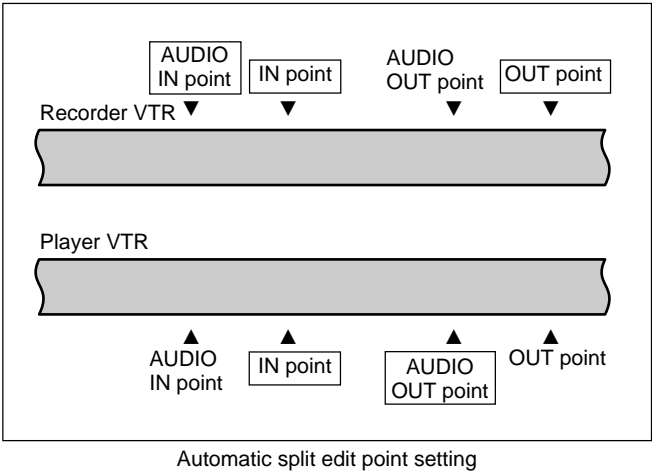 AUDIO
IN point
IN point
AUDIO
OUT point
OUT point
Recorder VTR
Player VTR
AUDIO
IN point
IN point
AUDIO
OUT point
OUT point
Automatic split edit point setting